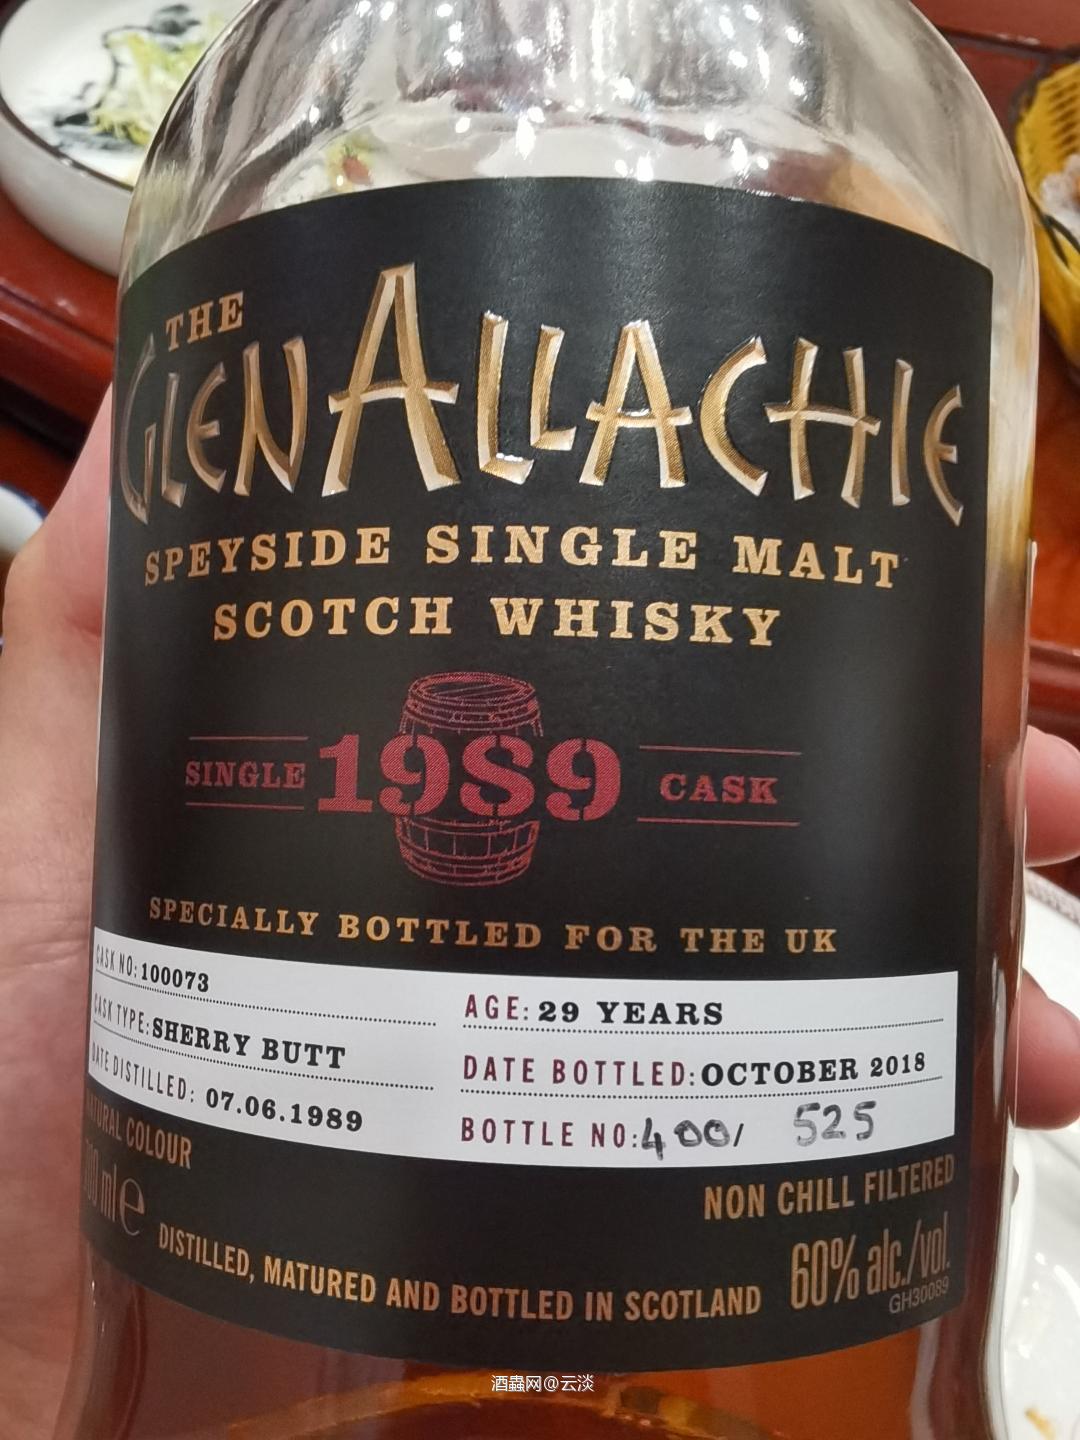 THE
GLENALLACHIE
SPEYSIDE SINGLE MALT
SCOTCH WHISKY
SINGLE 1989 CASK
SPECIALLY BOTTLED FOR THE UK
CASK NO: 100073
CASK TYPE: SHERRY BUTT
DATE DISTILLED: 07.06.1989
AGE: 29 YEARS
DATE BOTTLED: OCTOBER 2018
BOTTLE NO: 400/ 525
NATURAL COLOUR
700 ml e
NON CHILL FILTERED
DISTILLED, MATURED AND BOTTLED IN SCOTLAND
60% alc./vol.
GH30089
酒蟲网@云淡